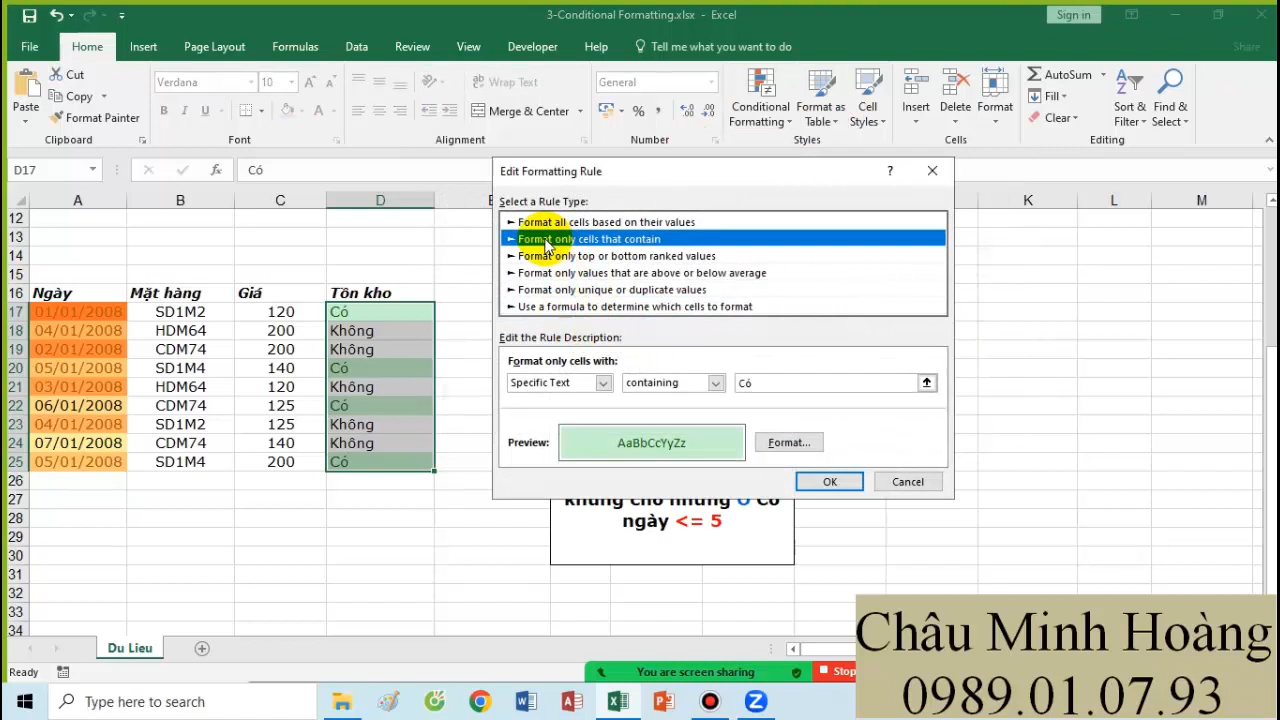 3-Conditional Formatting.xlsx - Excel
Sign in
File Home Insert Page Layout Formulas Data Review View Developer Help Tell me what you want to do Share
Paste
Cut
Copy
Format Painter
Clipboard
Verdana 10
B I U
Font
Wrap Text
Merge & Center
Alignment
General
%
Number
Conditional Formatting
Format as Table
Cell Styles
Styles
Insert
Delete
Format
Cells
AutoSum
Fill
Clear
Sort & Filter
Find & Select
Editing
D17 fx Có
A B C D K L M
12
13
14
15
16 Ngày Mặt hàng Giá Tồn kho
17 01/01/2008 SD1M2 120 Có
18 04/01/2008 HDM64 200 Không
19 02/01/2008 CDM74 200 Không
20 05/01/2008 SD1M4 140 Có
21 03/01/2008 HDM64 120 Không
22 06/01/2008 CDM74 125 Có
23 04/01/2008 SD1M2 125 Không
24 07/01/2008 CDM74 140 Không
25 05/01/2008 SD1M4 200 Có
26
27
28
29
30
31
32
33
34
Edit Formatting Rule ?
Select a Rule Type:
► Format all cells based on their values
► Format only cells that contain
► Format only top or bottom ranked values
► Format only values that are above or below average
► Format only unique or duplicate values
► Use a formula to determine which cells to format
Edit the Rule Description:
Format only cells with:
Specific Text containing Có
Preview: AaBbCcYyZz Format...
OK Cancel
khung cho những Ô Có
ngày <= 5
Du Lieu
Ready
You are screen sharing
Stop
Type here to search
Châu Minh Hoàng
0989.01.07.93